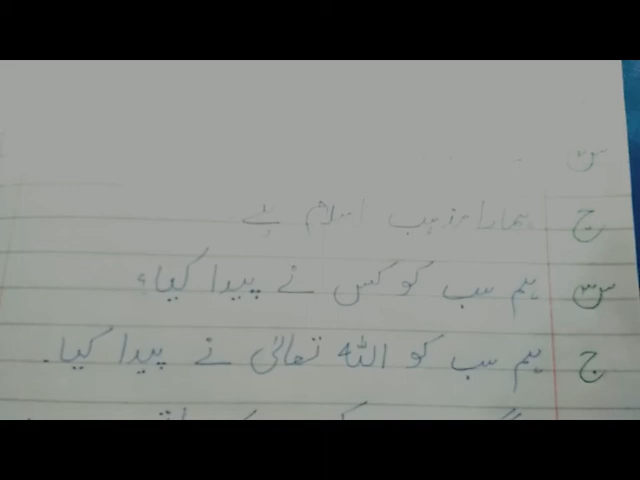 س
ج ہمارا مذہب اسلام ہے
س۳ ہم سب کو کس نے پیدا کیا؟
ج ہم سب کو اللہ تعالیٰ نے پیدا کیا۔